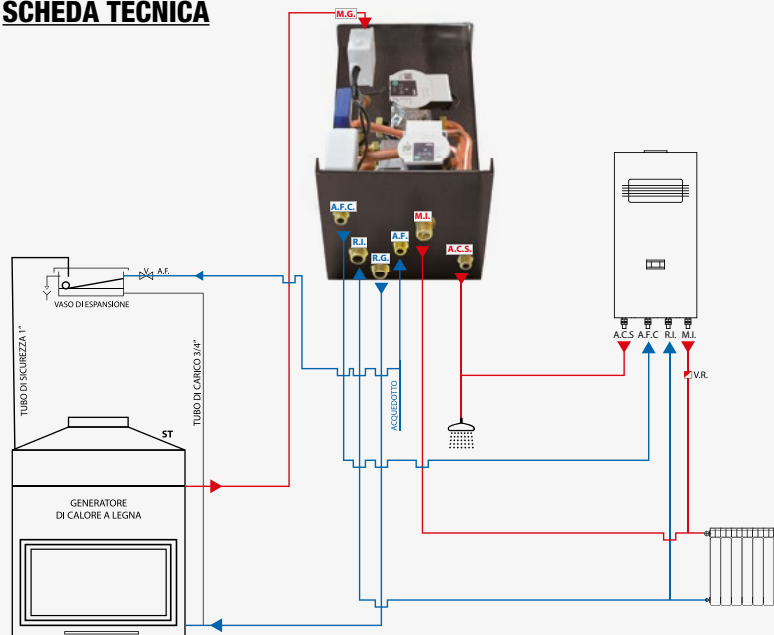 SCHEDA TECNICA
M.G.
A.F.C.
R.I.
R.G.
A.F.
M.I.
A.C.S.
V.
A.F.
VASO DI ESPANSIONE
TUBO DI SICUREZZA 1"
TUBO DI CARICO 3/4"
ACQUEDOTTO
A.C.S
A.F.C
R.I.
M.I.
V.R.
ST
GENERATORE
DI CALORE A LEGNA